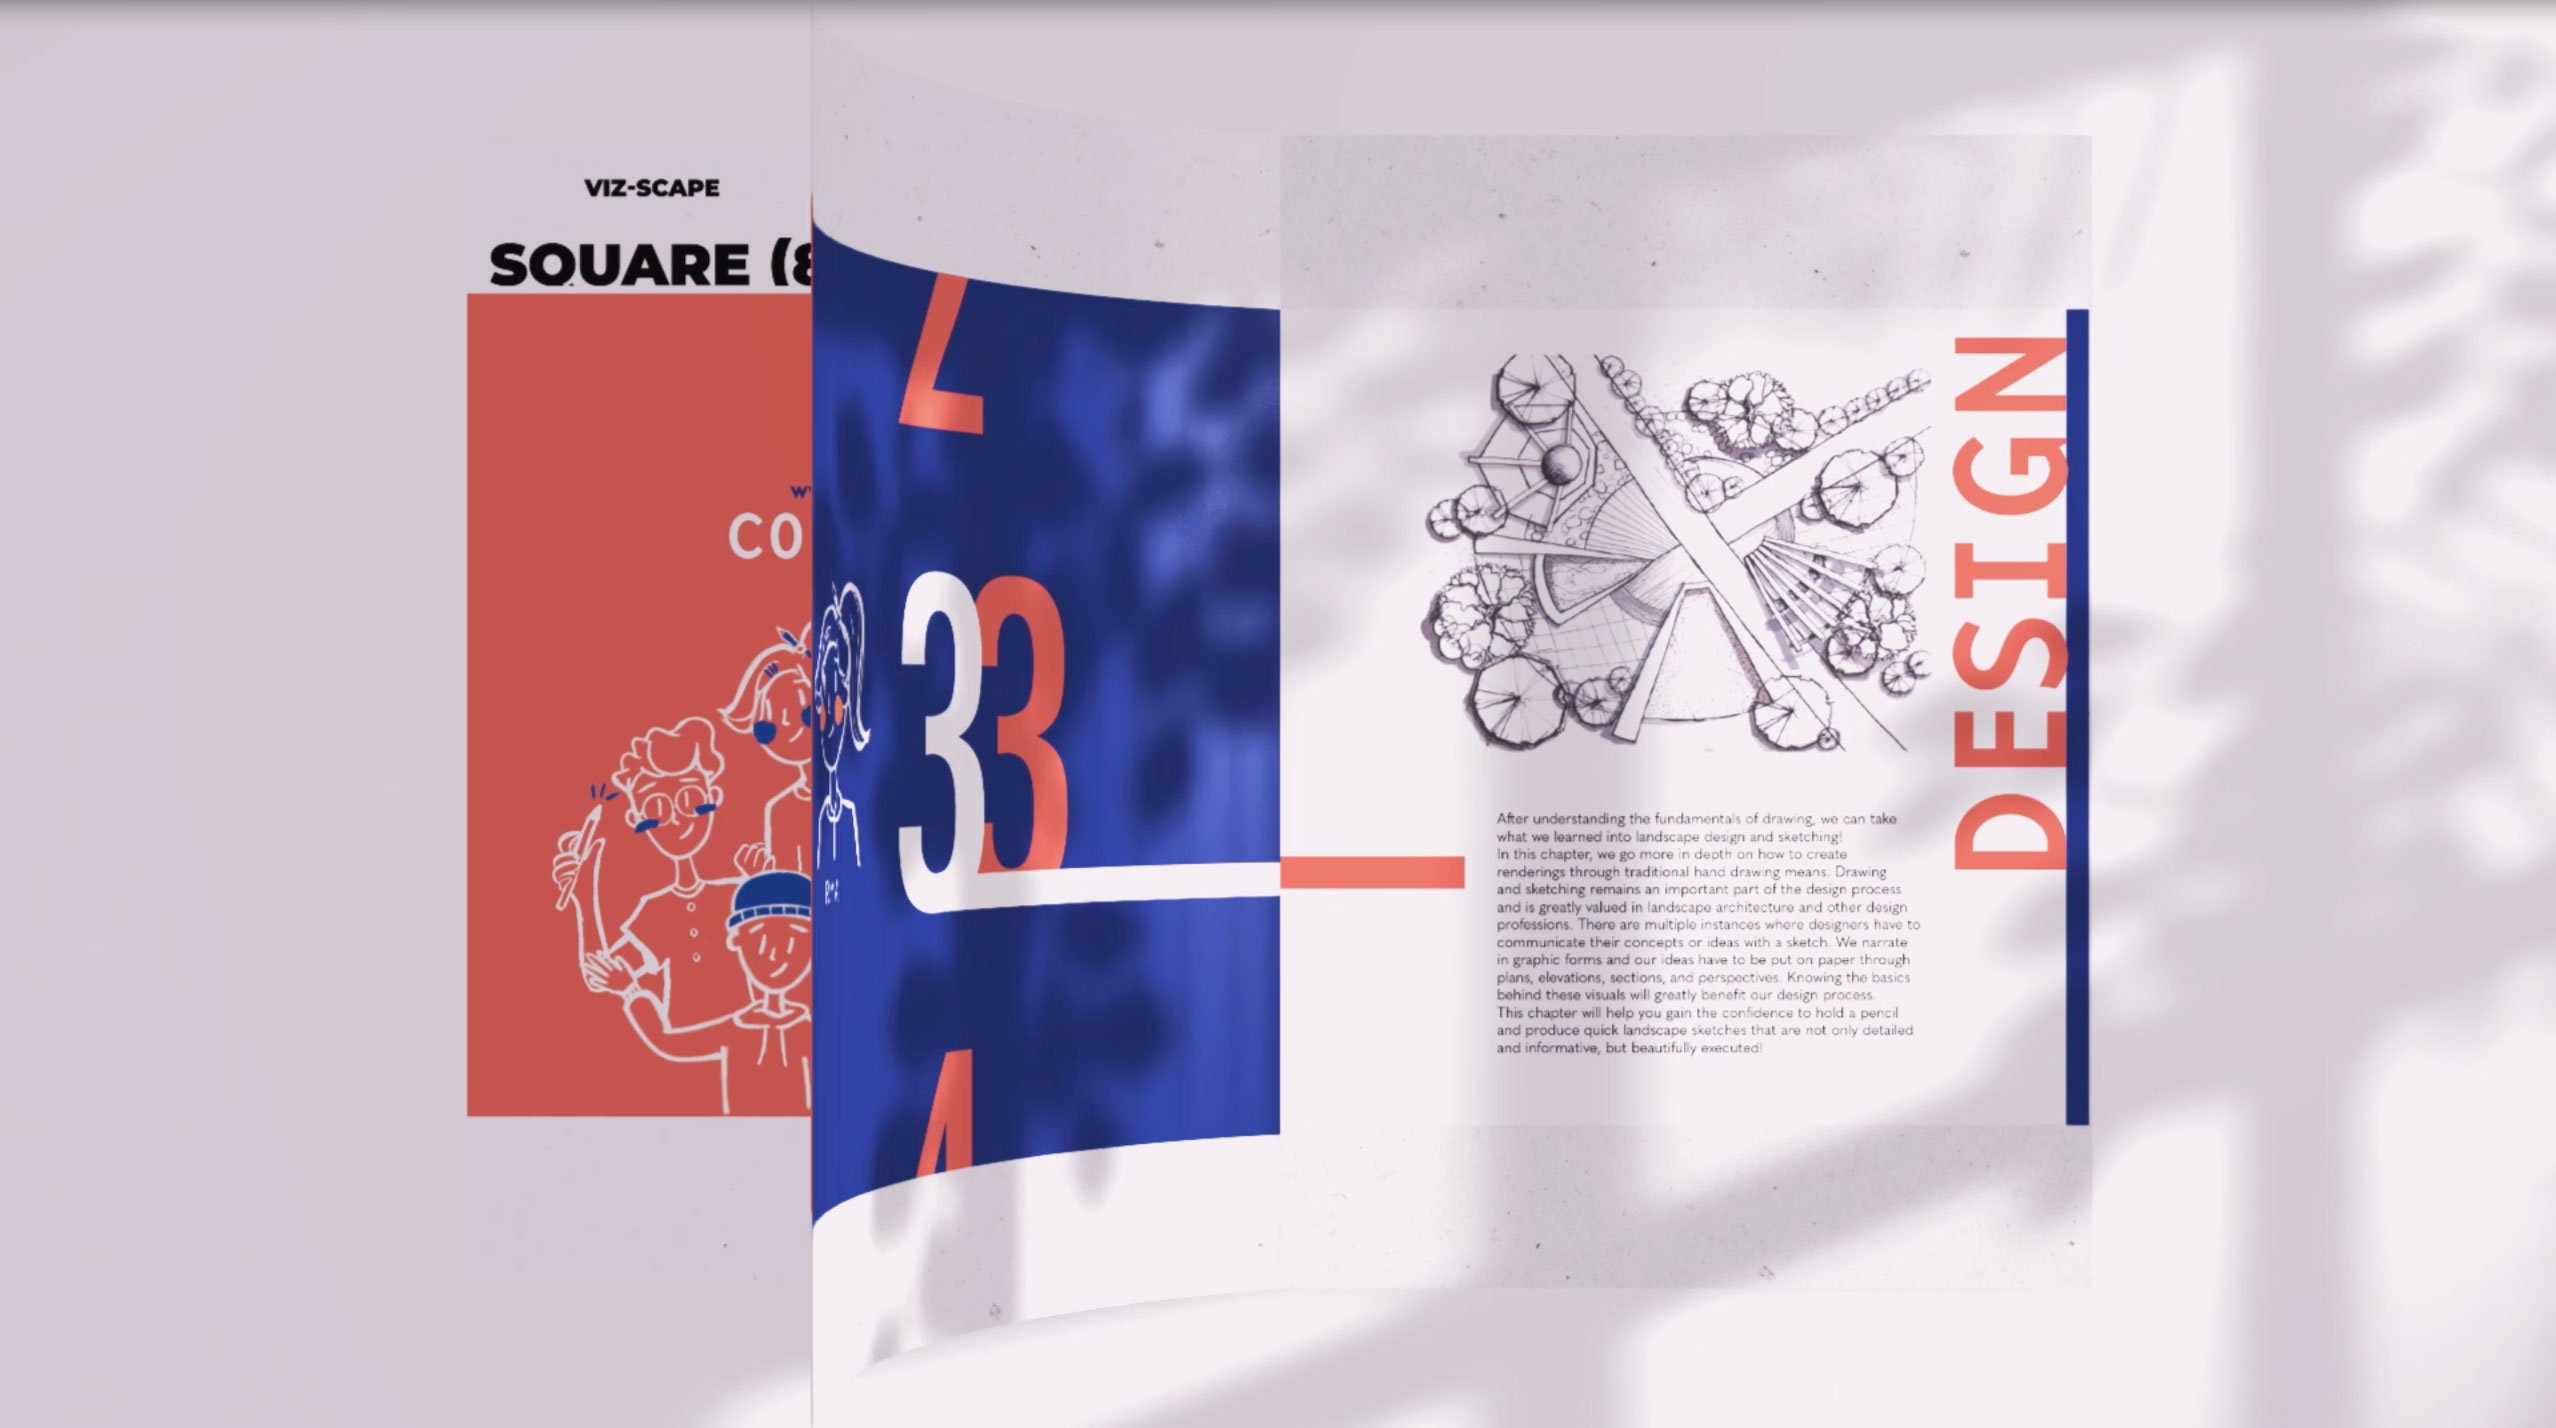 VIZ-SCAPE
SQUARE (8
CO
2
33
4
DESIGN
After understanding the fundamentals of drawing, we can take
what we learned into landscape design and sketching!
In this chapter, we go more in depth on how to create
renderings through traditional hand drawing means. Drawing
and sketching remains an important part of the design process
and is greatly valued in landscape architecture and other design
professions. There are multiple instances where designers have to
communicate their concepts or ideas with a sketch. We narrate
in graphic forms and our ideas have to be put on paper through
plans, elevations, sections, and perspectives. Knowing the basics
behind these visuals will greatly benefit our design process.
This chapter will help you gain the confidence to hold a pencil
and produce quick landscape sketches that are not only detailed
and informative, but beautifully executed!